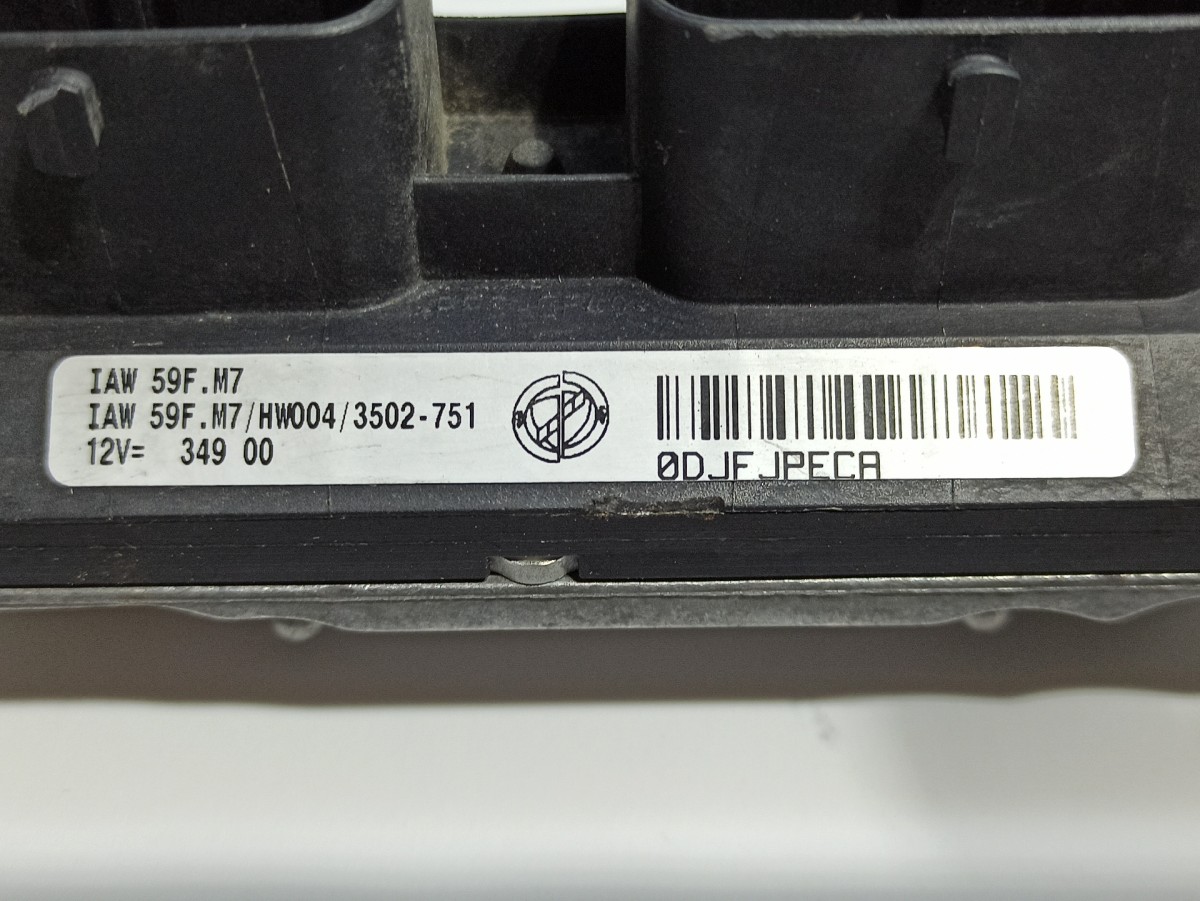 IAW 59F.M7
IAW 59F.M7/HW004/3502-751
12V= 349 00
0DJFJPECA